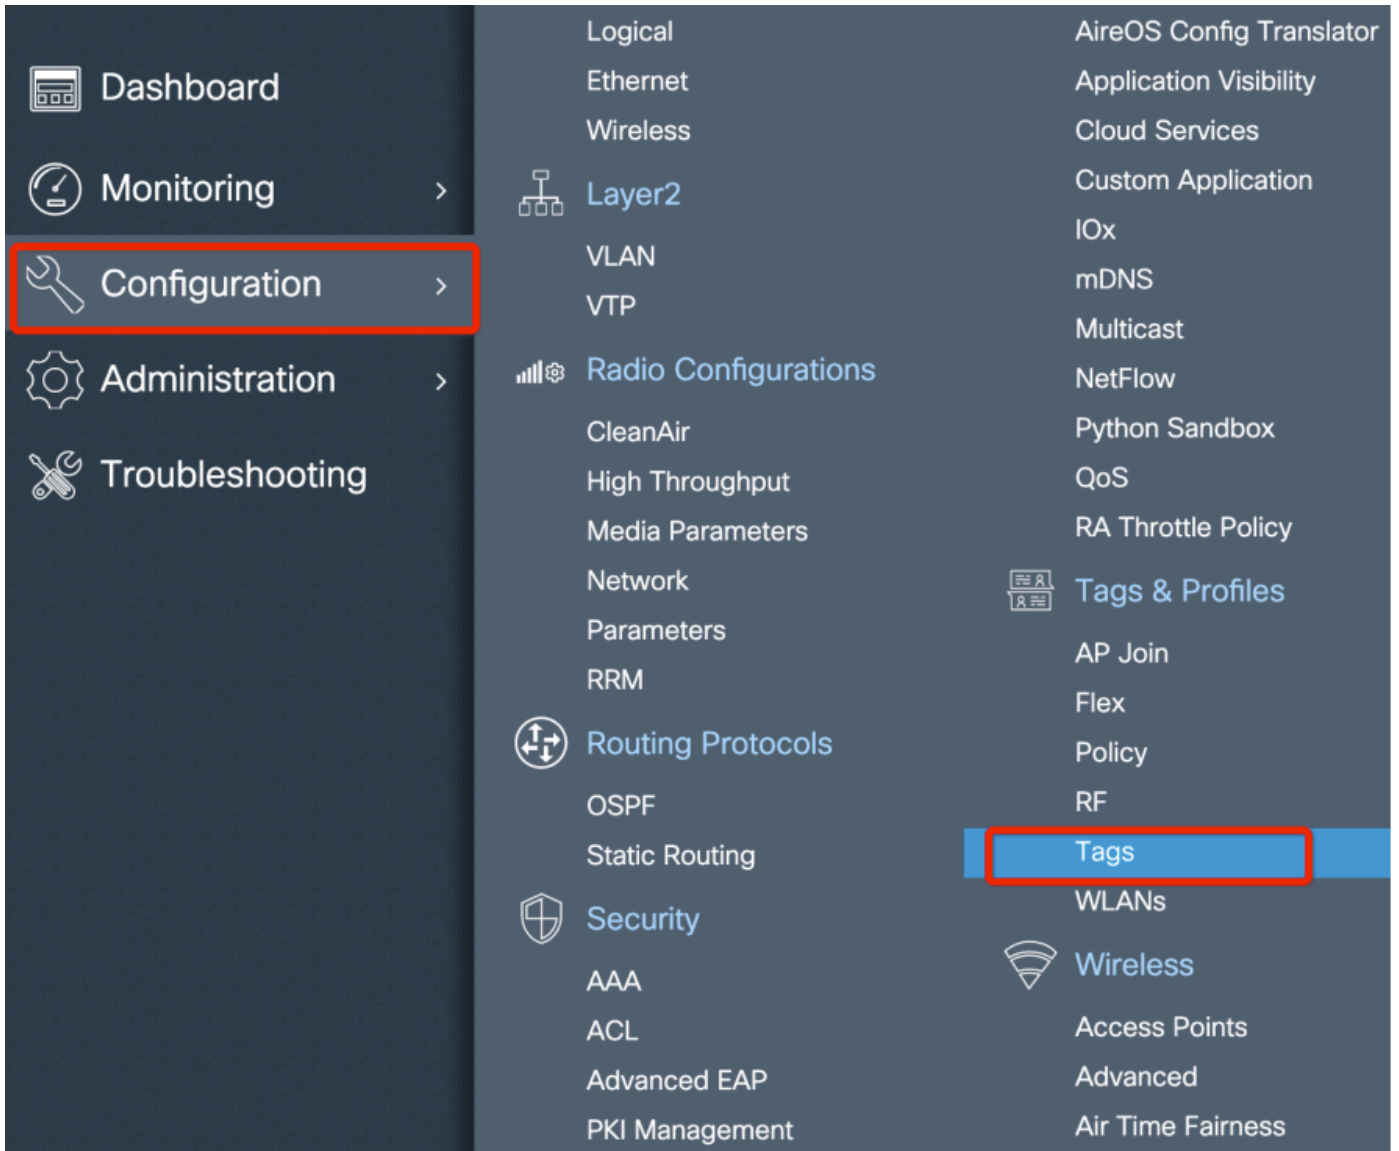 Dashboard
Monitoring
Configuration
Administration
Troubleshooting
Logical
Ethernet
Wireless
Layer2
VLAN
VTP
Radio Configurations
CleanAir
High Throughput
Media Parameters
Network
Parameters
RRM
Routing Protocols
OSPF
Static Routing
Security
AAA
ACL
Advanced EAP
PKI Management
AireOS Config Translator
Application Visibility
Cloud Services
Custom Application
IOx
mDNS
Multicast
NetFlow
Python Sandbox
QoS
RA Throttle Policy
Tags & Profiles
AP Join
Flex
Policy
RF
Tags
WLANs
Wireless
Access Points
Advanced
Air Time Fairness